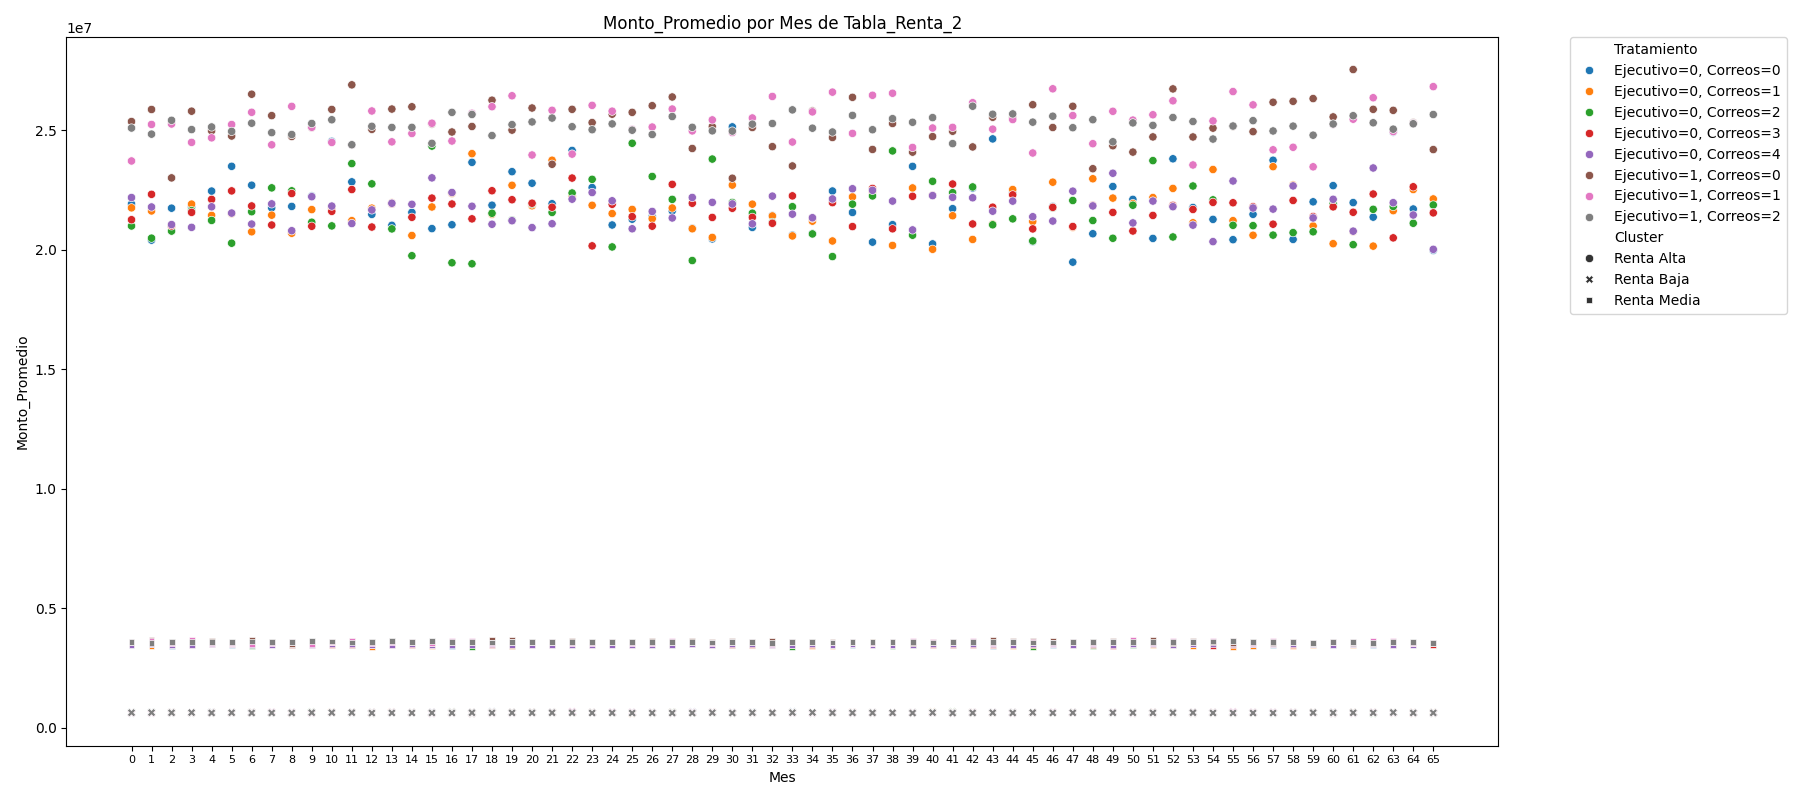 Monto_Promedio por Mes de Tabla_Renta_2
1e7
2.5
2.0
1.5
1.0
0.5
0.0
Monto_Promedio
0 1 2 3 4 5 6 7 8 9 10 11 12 13 14 15 16 17 18 19 20 21 22 23 24 25 26 27 28 29 30 31 32 33 34 35 36 37 38 39 40 41 42 43 44 45 46 47 48 49 50 51 52 53 54 55 56 57 58 59 60 61 62 63 64 65
Mes
Tratamiento
Ejecutivo=0, Correos=0
Ejecutivo=0, Correos=1
Ejecutivo=0, Correos=2
Ejecutivo=0, Correos=3
Ejecutivo=0, Correos=4
Ejecutivo=1, Correos=0
Ejecutivo=1, Correos=1
Ejecutivo=1, Correos=2
Cluster
Renta Alta
Renta Baja
Renta Media